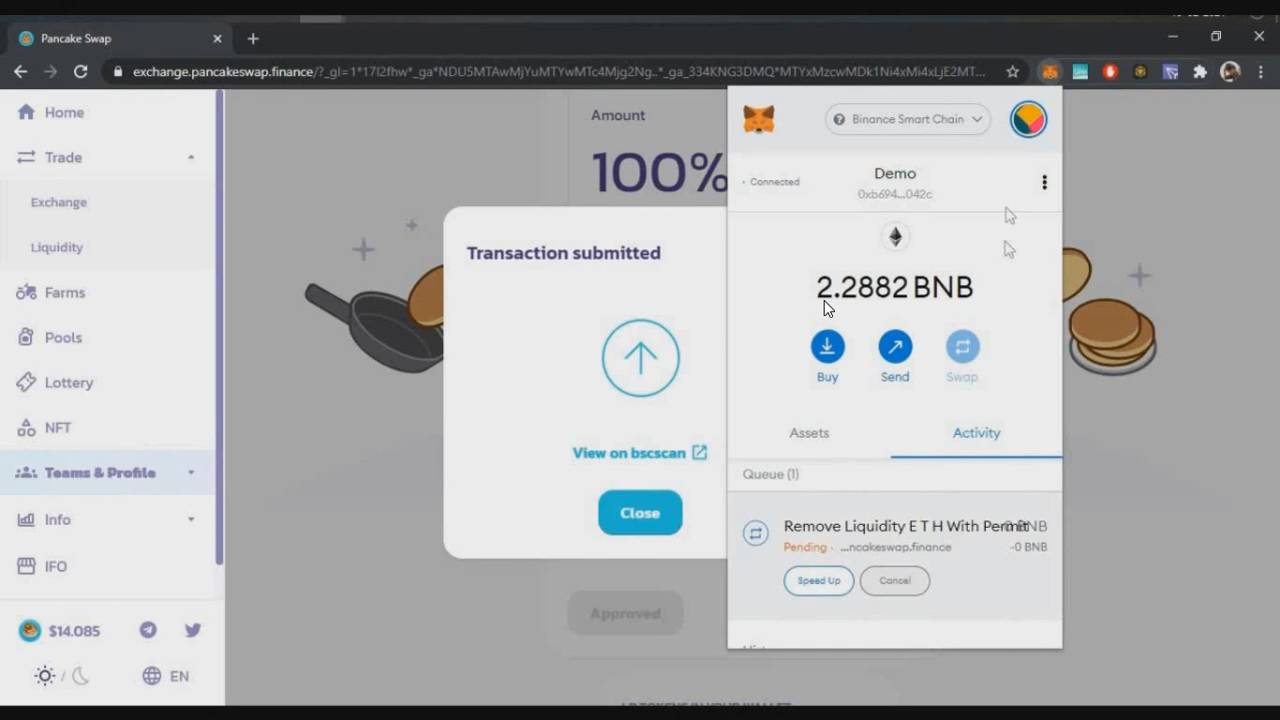 Pancake Swap
exchange.pancakeswap.finance/?_gl=1*17l2fhw*_ga*NDU5MTAwMjYuMTYwMTc4Mjg2Ng..*_ga_334KNG3DMQ*MTYxMzcwMDk1Ni4xMi4xLjE2MT...
Home
Trade
Exchange
Liquidity
Farms
Pools
Lottery
NFT
Teams & Profile
Info
IFO
$14.085
/
EN
Amount
100%
Transaction submitted
View on bscscan
Close
Approved
Binance Smart Chain
Connected
Demo
0xb694...042c
2.2882 BNB
Buy
Send
Swap
Assets
Activity
Queue (1)
Remove Liquidity E T H With Permit
BNB
Pending · ...ncakeswap.finance
-0 BNB
Speed Up
Cancel